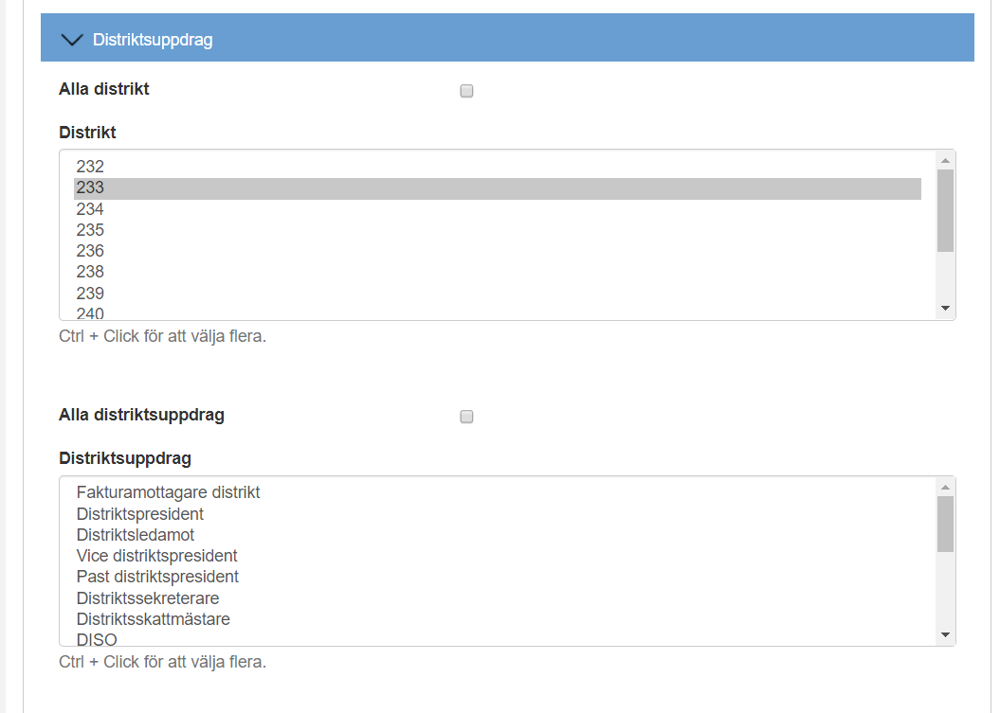 Distriktsuppdrag
Alla distrikt
Distrikt
232
233
234
235
236
238
239
240
Ctrl + Click för att välja flera.
Alla distriktsuppdrag
Distriktsuppdrag
Fakturamottagare distrikt
Distriktspresident
Distriktsledamot
Vice distriktspresident
Past distriktspresident
Distriktssekreterare
Distriktsskattmästare
DISO
Ctrl + Click för att välja flera.